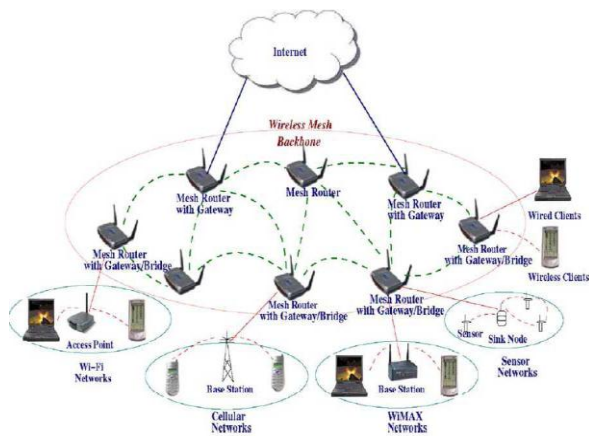 Internet
Wireless Mesh
Backbone
Mesh Router
with Gateway
Mesh Router
Mesh Router
with Gateway
Wired Clients
Mesh Router
with Gateway/Bridge
Mesh Router
with Gateway/Bridge
Wireless Clients
Mesh Router
with Gateway/Bridge
Mesh Router
with Gateway/Bridge
Access Point
Wi-Fi
Networks
Sensor
Sink Node
Sensor
Networks
Base Station
Cellular
Networks
Base Station
WiMAX
Networks